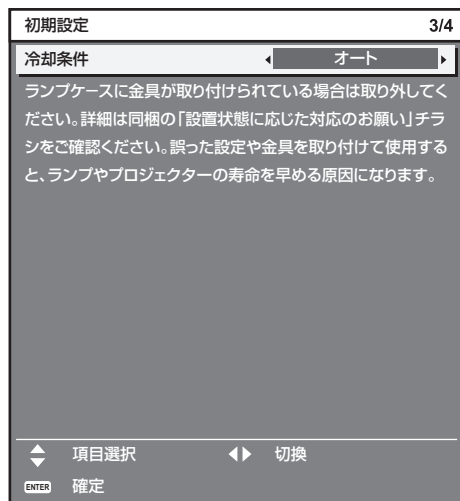 初期設定 3/4
冷却条件 オート
ランプケースに金具が取り付けられている場合は取り外してく
ださい。詳細は同梱の「設置状態に応じた対応のお願い」チラ
シをご確認ください。誤った設定や金具を取り付けて使用する
と、ランプやプロジェクターの寿命を早める原因になります。
項目選択 切換
ENTER 確定